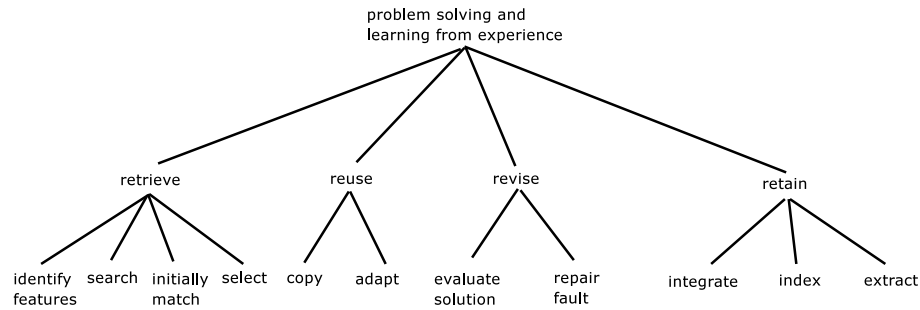 problem solving and
learning from experience
retrieve
reuse
revise
retain
identify
features
search
initially
match
select
copy
adapt
evaluate
solution
repair
fault
integrate
index
extract